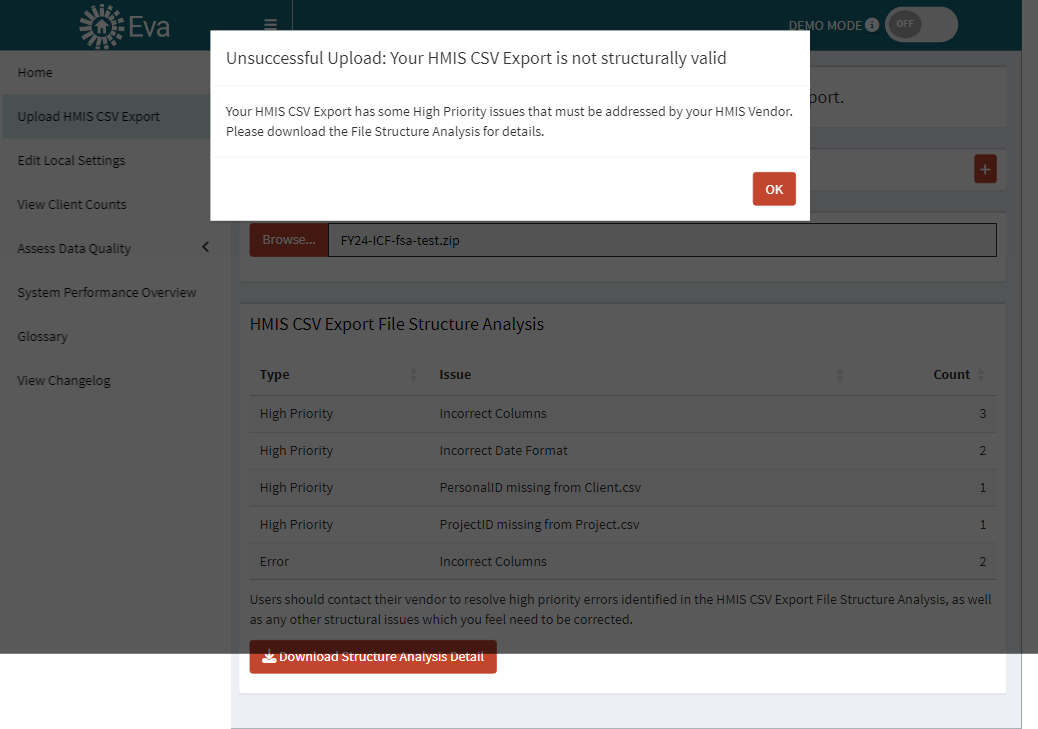 Eva
DEMO MODE
OFF
Home
Upload HMIS CSV Export
Edit Local Settings
View Client Counts
Assess Data Quality
System Performance Overview
Glossary
View Changelog
Unsuccessful Upload: Your HMIS CSV Export is not structurally valid
Your HMIS CSV Export has some High Priority issues that must be addressed by your HMIS Vendor.
Please download the File Structure Analysis for details.
OK
port.
+
Browse... FY24-ICF-fsa-test.zip
HMIS CSV Export File Structure Analysis
Type Issue Count
High Priority Incorrect Columns 3
High Priority Incorrect Date Format 2
High Priority PersonalID missing from Client.csv 1
High Priority ProjectID missing from Project.csv 1
Error Incorrect Columns 2
Users should contact their vendor to resolve high priority errors identified in the HMIS CSV Export File Structure Analysis, as well
as any other structural issues which you feel need to be corrected.
Download Structure Analysis Detail